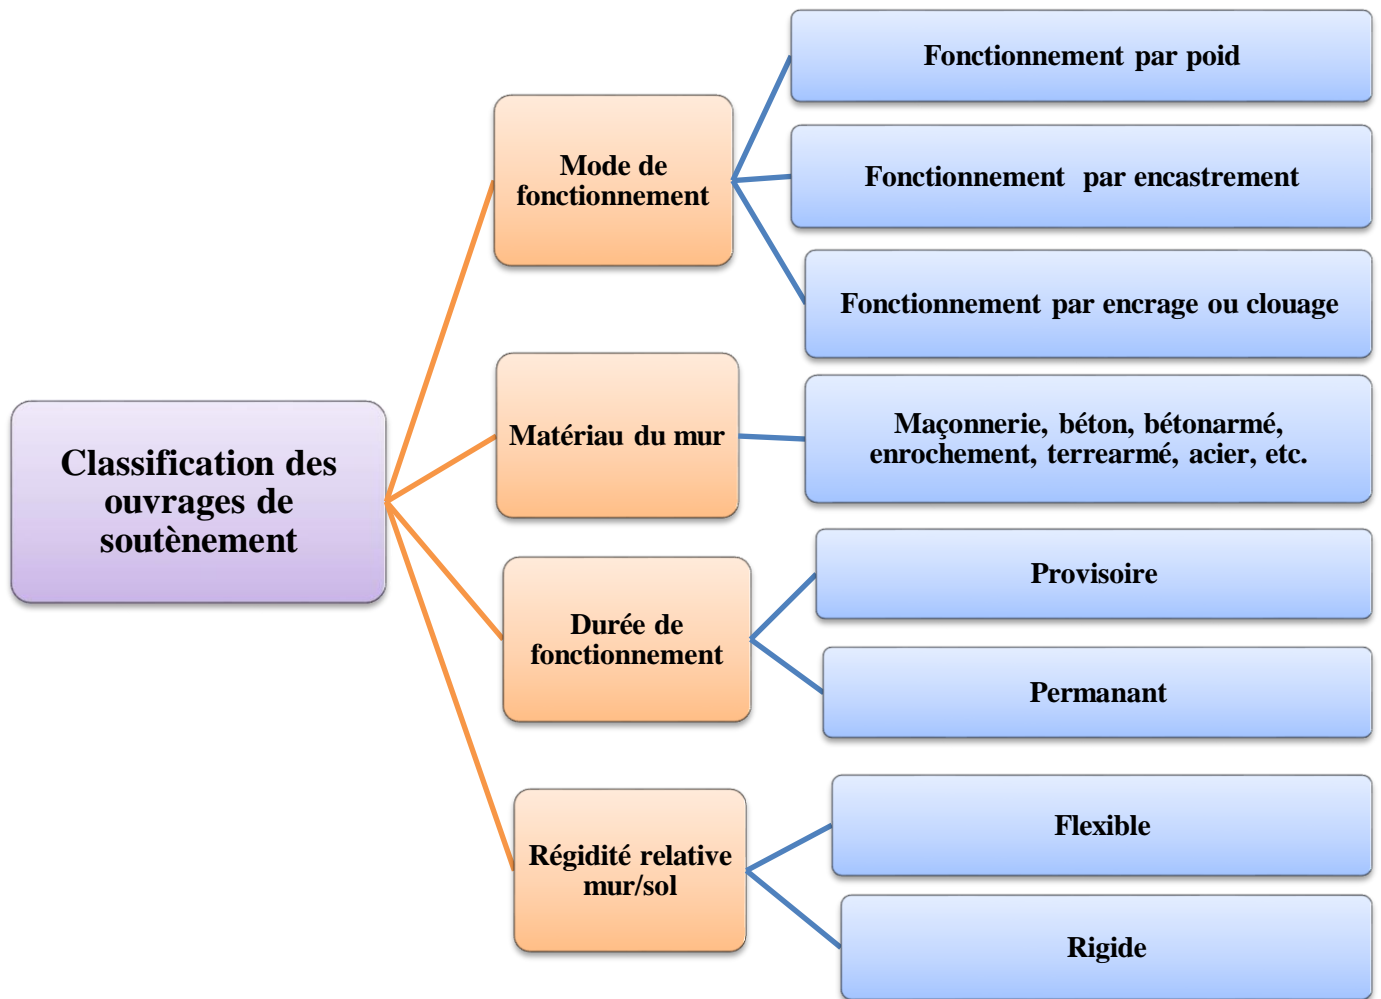 Classification des
ouvrages de
soutènement
Mode de
fonctionnement
Fonctionnement par poid
Fonctionnement par encastrement
Fonctionnement par encrage ou clouage
Matériau du mur
Maçonnerie, béton, bétonarmé,
enrochement, terrearmé, acier, etc.
Durée de
fonctionnement
Provisoire
Permanant
Régidité relative
mur/sol
Flexible
Rigide